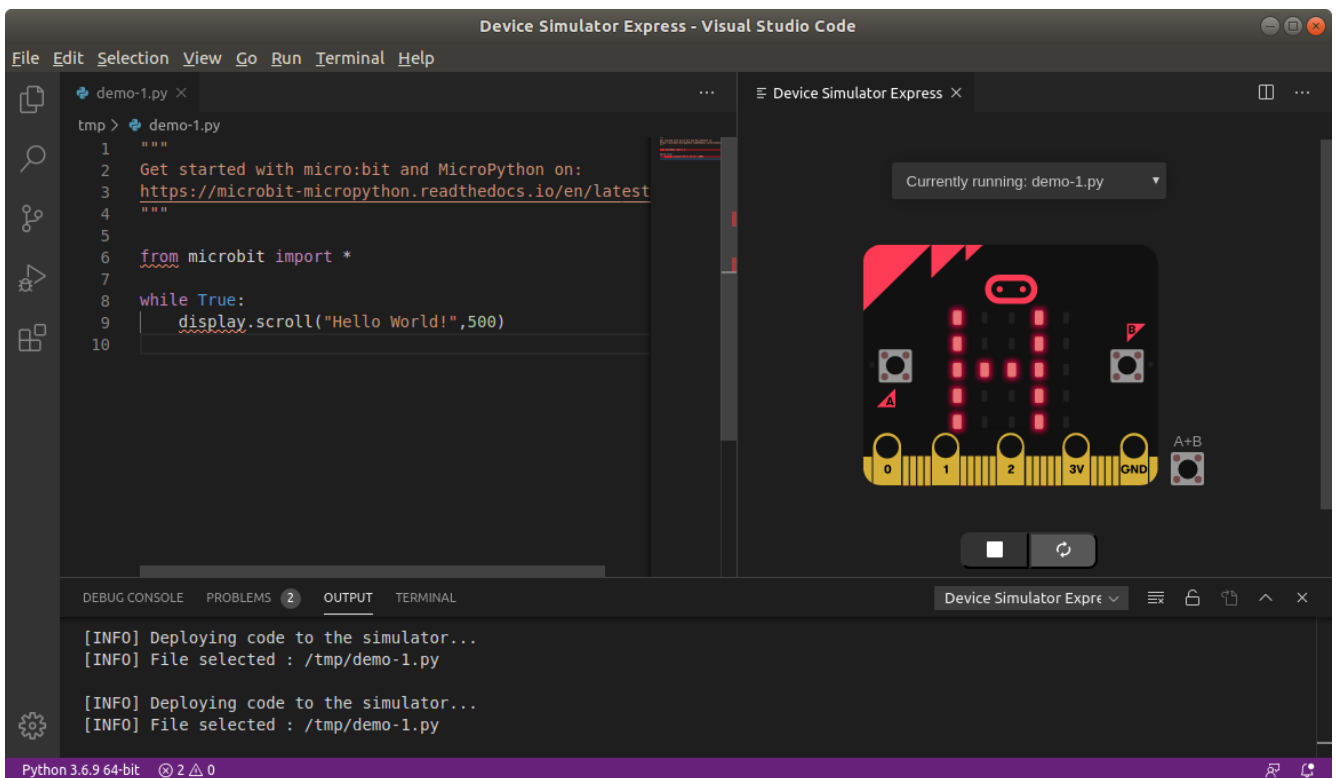 Device Simulator Express - Visual Studio Code
File Edit Selection View Go Run Terminal Help
demo-1.py
tmp > demo-1.py
1 """
2 Get started with micro:bit and MicroPython on:
3 https://microbit-micropython.readthedocs.io/en/latest
4 """
5
6 from microbit import *
7
8 while True:
9 display.scroll("Hello World!",500)
10
Device Simulator Express
Currently running: demo-1.py
B
A
0 1 2 3V GND
A+B
DEBUG CONSOLE PROBLEMS 2 OUTPUT TERMINAL
Device Simulator Expre
[INFO] Deploying code to the simulator...
[INFO] File selected : /tmp/demo-1.py
[INFO] Deploying code to the simulator...
[INFO] File selected : /tmp/demo-1.py
Python 3.6.9 64-bit 2 0